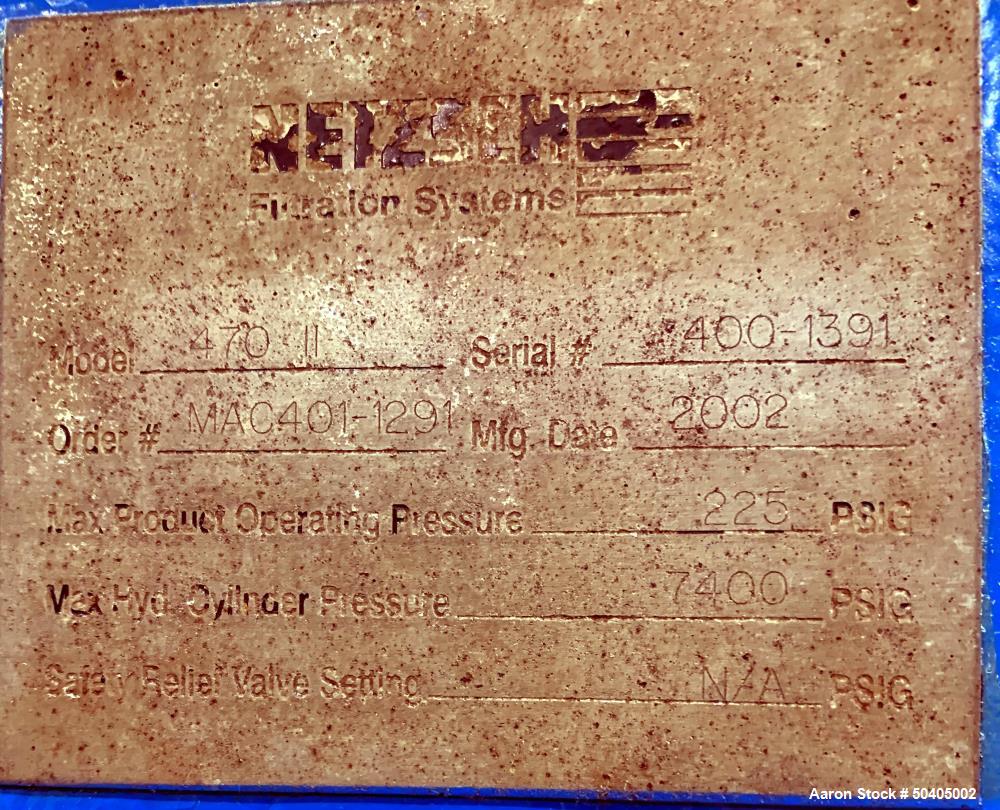 NETZSCH
Filtration Systems
Model 470 II Serial # 400-1391
Order # MAC401-1291 Mfg. Date 2002
Max Product Operating Pressure 225 PSIG
Max Hyd. Cylinder Pressure 7400 PSIG
Safety Relief Valve Setting N/A PSIG
Aaron Stock # 50405002